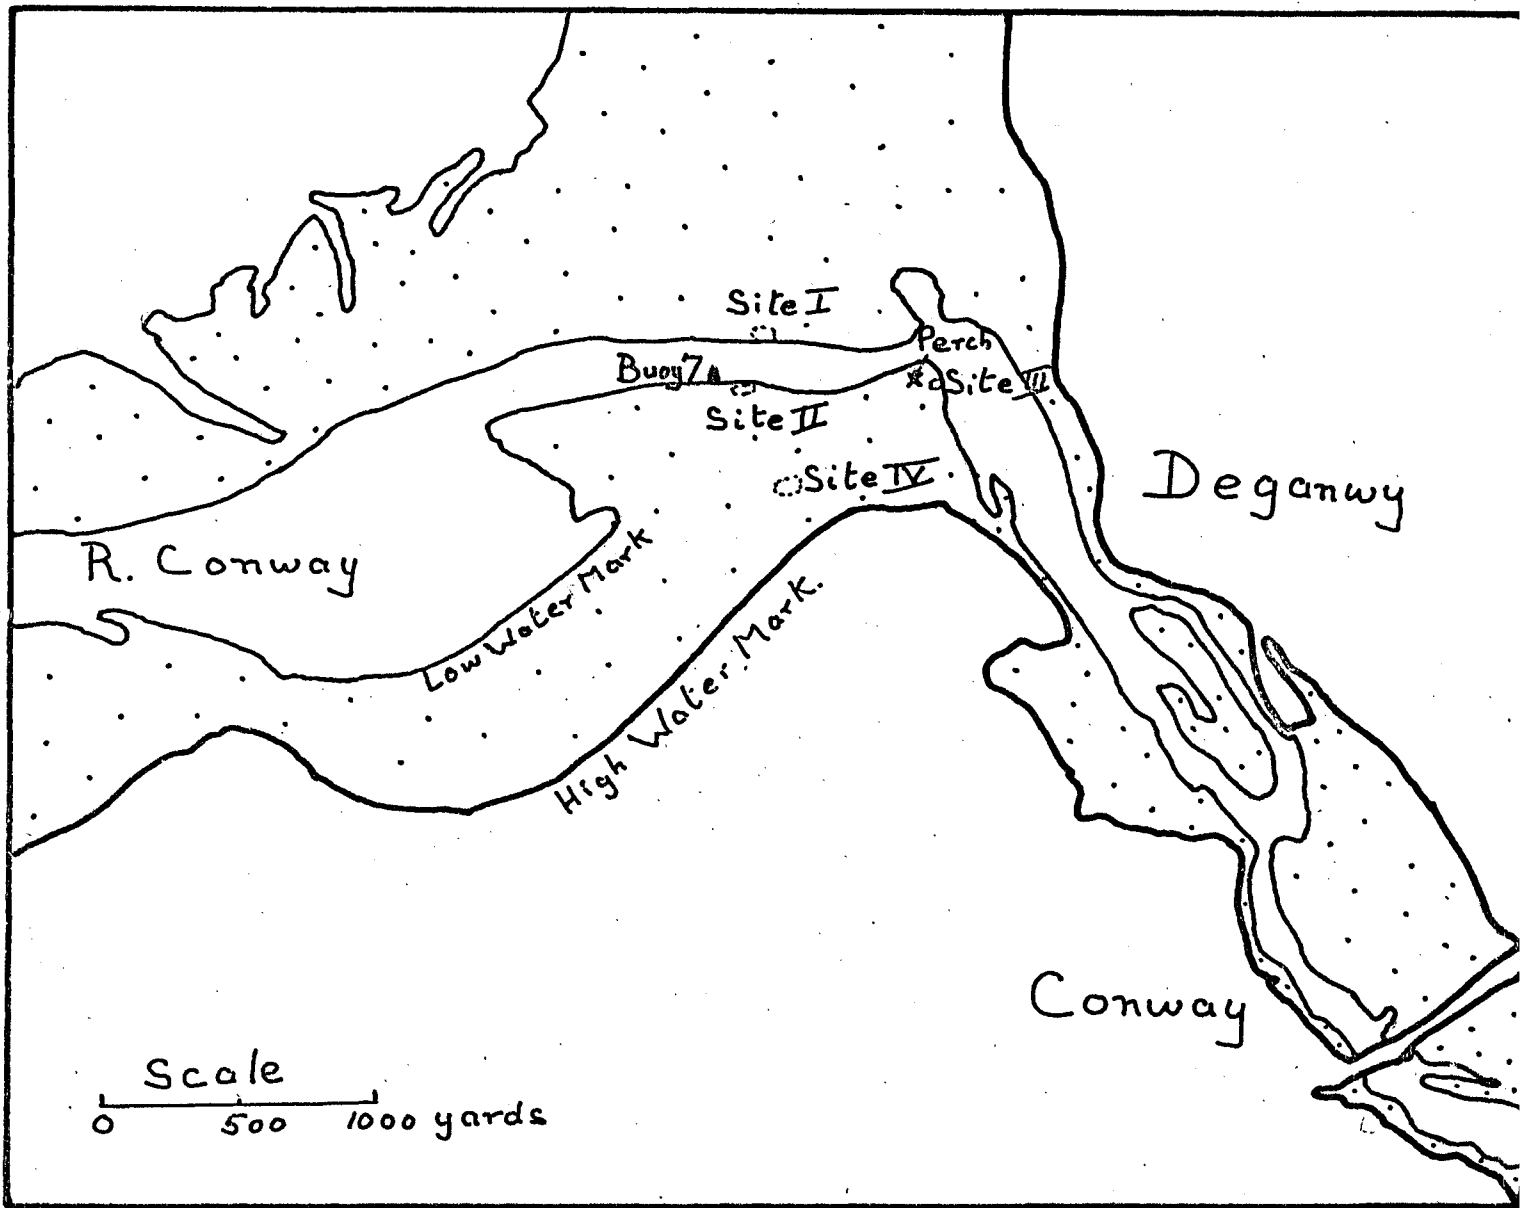 Site I
Perch
Buoy 7
Site III
Site II
Site IV
Deganwy
R. Conway
Low Water Mark
High Water Mark.
Conway
Scale
0 500 1000 yards